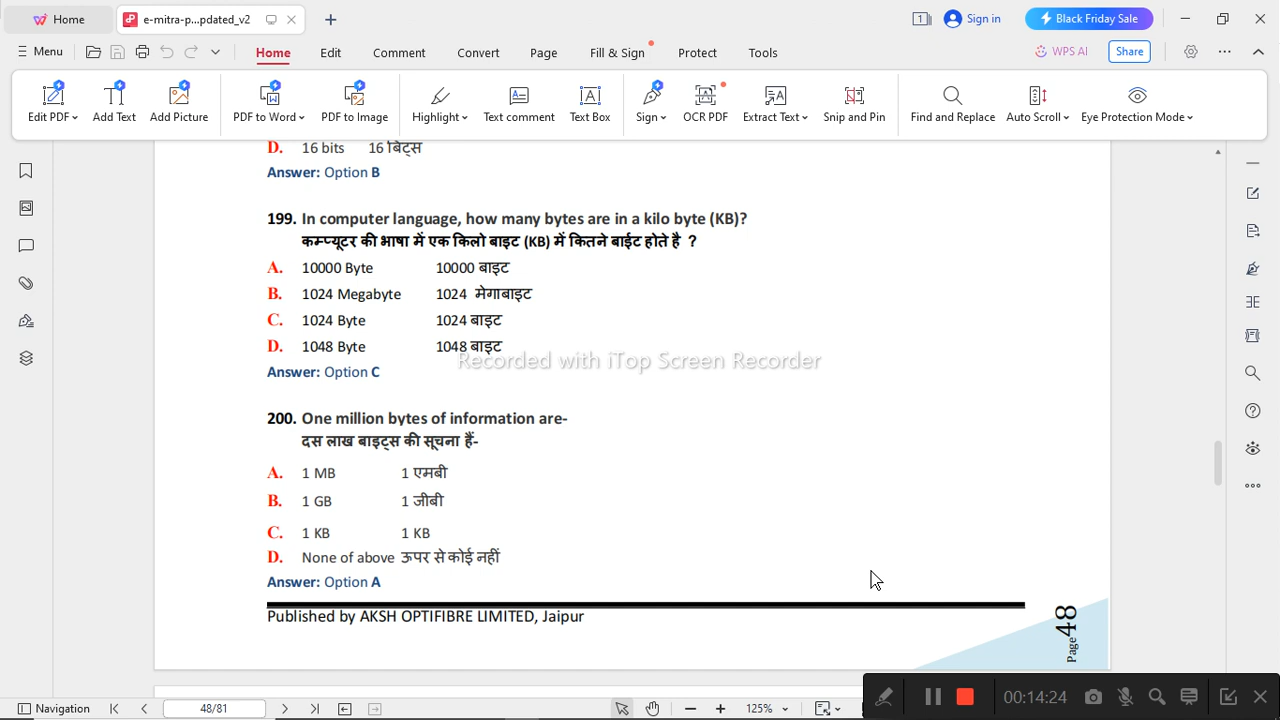 e-mitra-p...pdated_v2
Home
Sign in
Black Friday Sale
Menu
Home Edit Comment Convert Page Fill & Sign Protect Tools
WPS AI
Share
Edit PDF Add Text Add Picture PDF to Word PDF to Image Highlight Text comment Text Box Sign OCR PDF Extract Text Snip and Pin Find and Replace Auto Scroll Eye Protection Mode
D. 16 bits 16 बिट्स
Answer: Option B
199. In computer language, how many bytes are in a kilo byte (KB)?
कम्प्यूटर की भाषा में एक किलो बाइट (KB) में कितने बाईट होते है ?
A. 10000 Byte 10000 बाइट
B. 1024 Megabyte 1024 मेगाबाइट
C. 1024 Byte 1024 बाइट
D. 1048 Byte 1048 बाइट
Recorded with iTop Screen Recorder
Answer: Option C
200. One million bytes of information are-
दस लाख बाइट्स की सूचना हैं-
A. 1 MB 1 एमबी
B. 1 GB 1 जीबी
C. 1 KB 1 KB
D. None of above ऊपर से कोई नहीं
Answer: Option A
Published by AKSH OPTIFIBRE LIMITED, Jaipur
Page 48
Navigation
48/81
125%
00:14:24